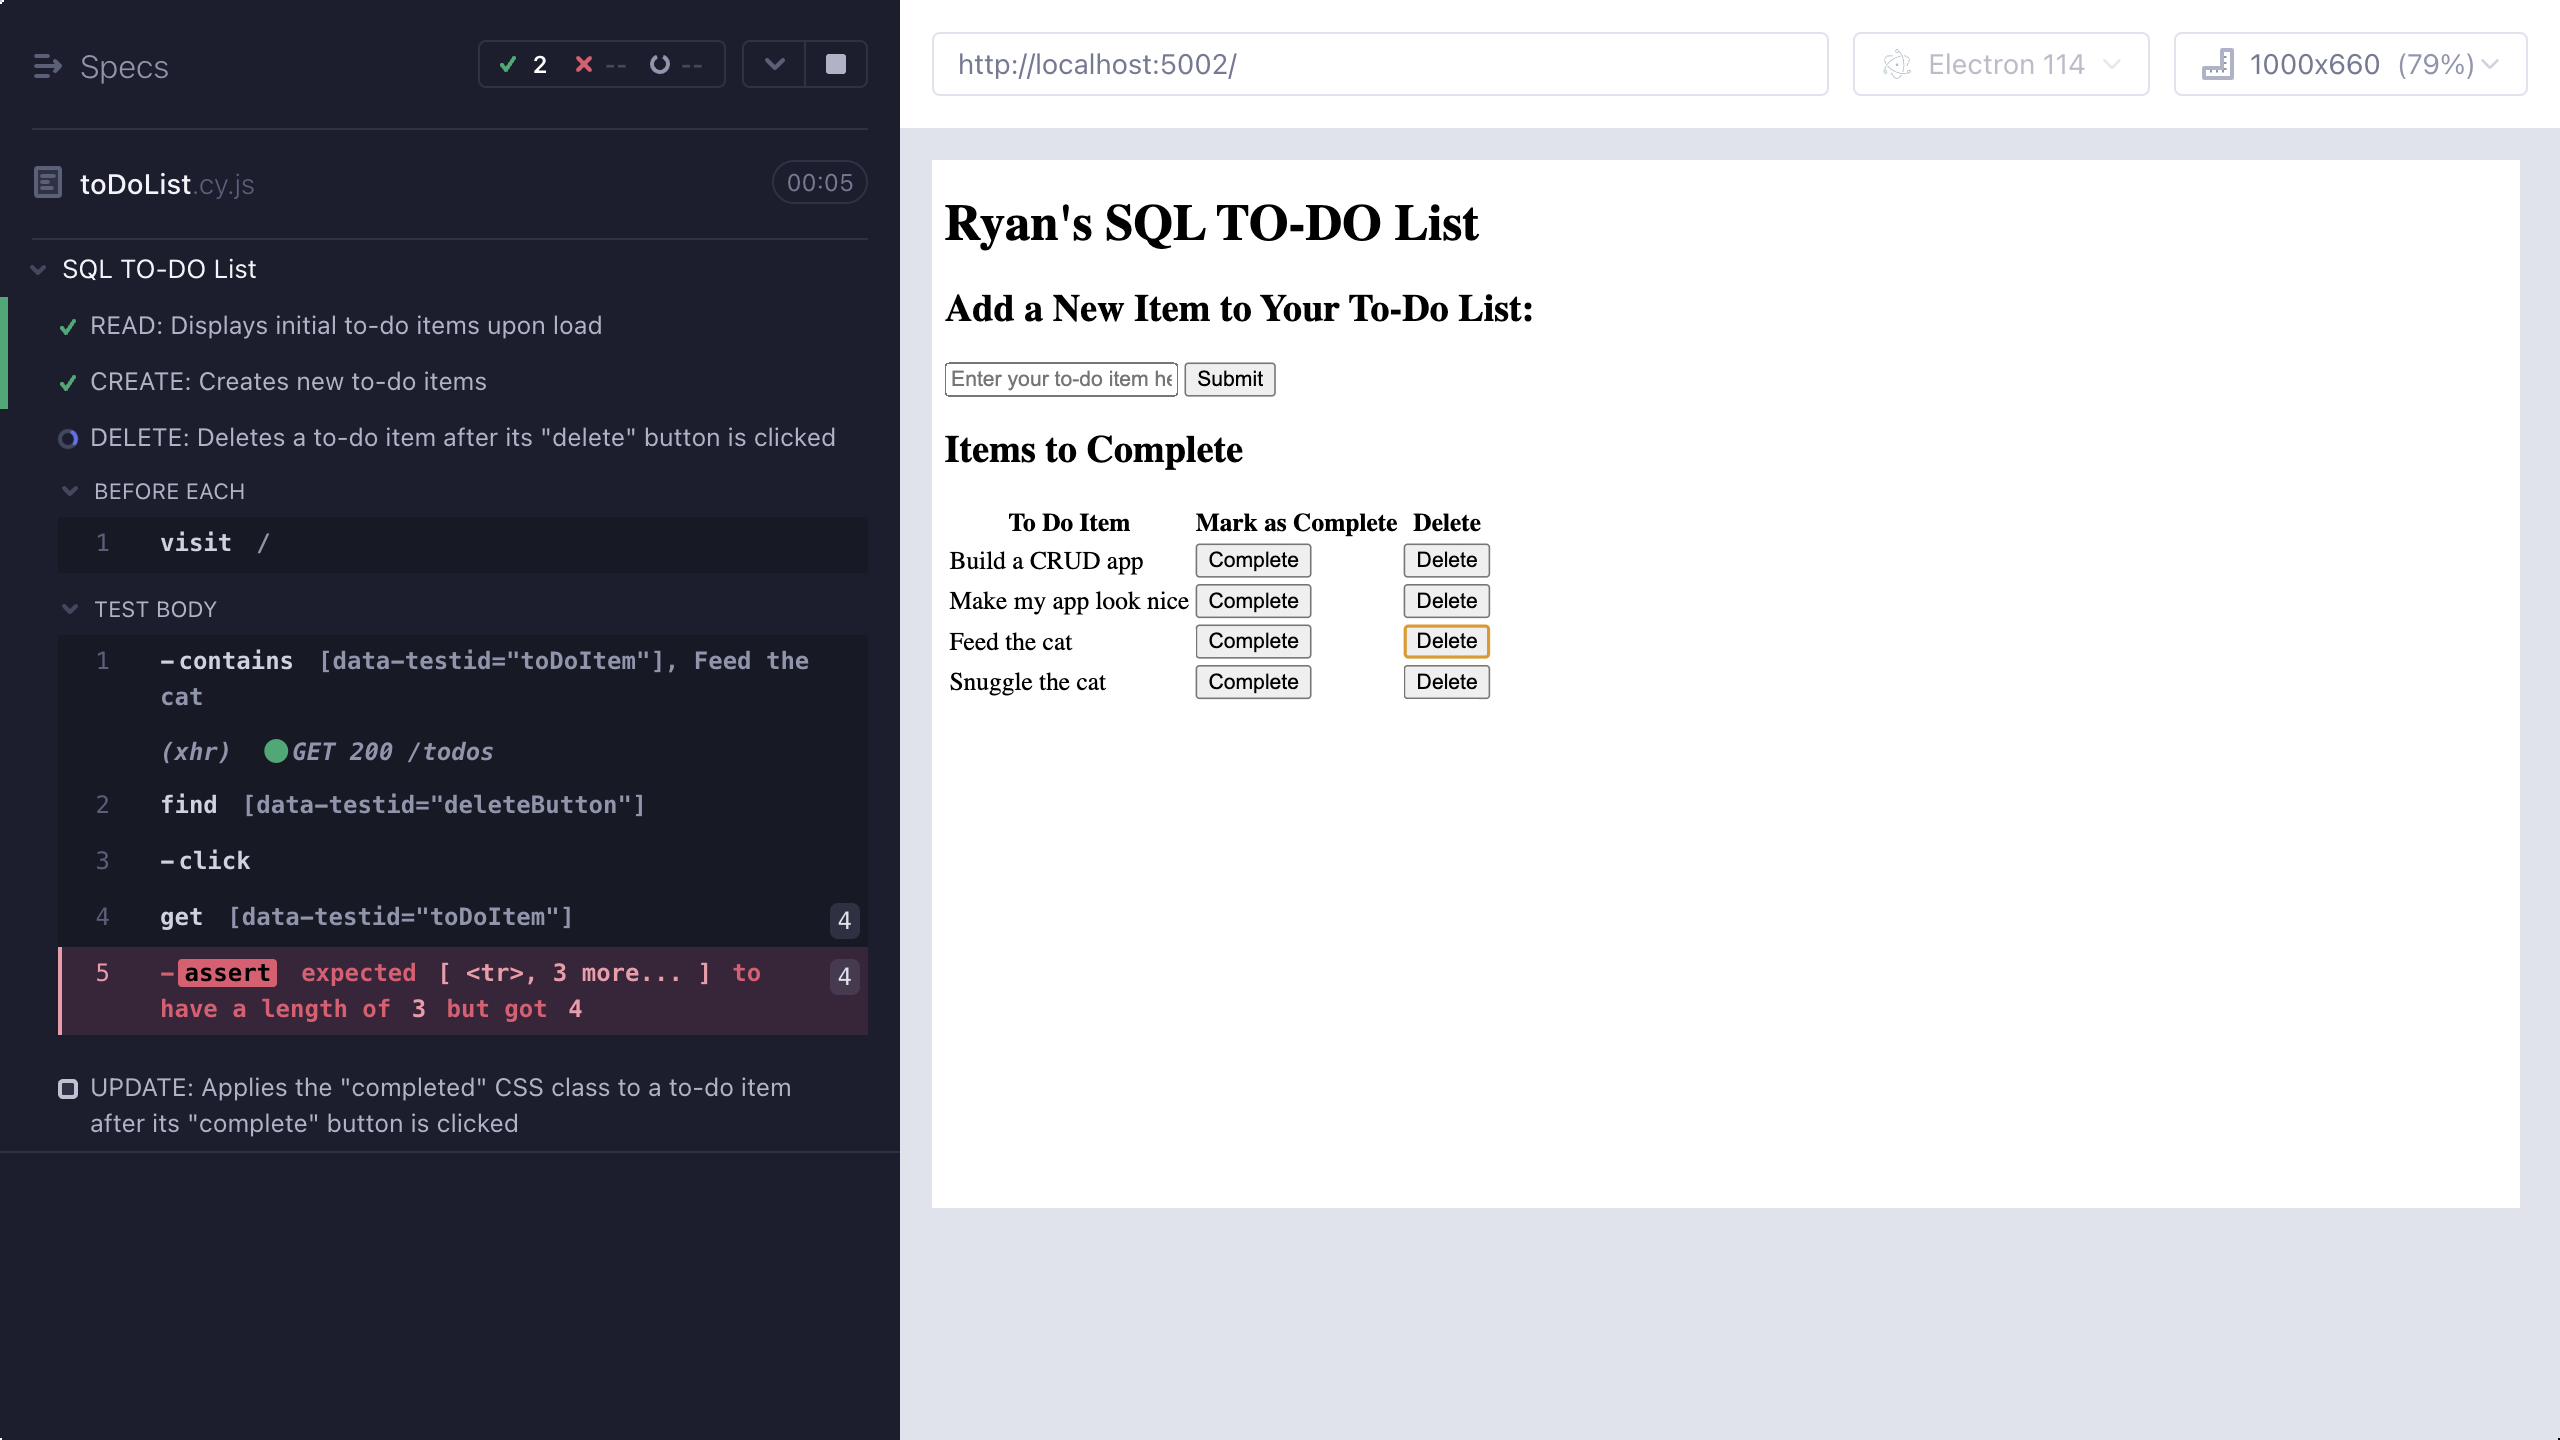 Specs
2 -- --
toDoList.cy.js
00:05
SQL TO-DO List
READ: Displays initial to-do items upon load
CREATE: Creates new to-do items
DELETE: Deletes a to-do item after its "delete" button is clicked
BEFORE EACH
1 visit /
TEST BODY
1 -contains [data-testid="toDoItem"], Feed the
cat
(xhr) GET 200 /todos
2 find [data-testid="deleteButton"]
3 -click
4 get [data-testid="toDoItem"] 4
5 -assert expected [ <tr>, 3 more... ] to 4
have a length of 3 but got 4
UPDATE: Applies the "completed" CSS class to a to-do item
after its "complete" button is clicked
http://localhost:5002/
Electron 114
1000x660 (79%)
Ryan's SQL TO-DO List
Add a New Item to Your To-Do List:
Enter your to-do item he Submit
Items to Complete
To Do Item Mark as Complete Delete
Build a CRUD app Complete Delete
Make my app look nice Complete Delete
Feed the cat Complete Delete
Snuggle the cat Complete Delete